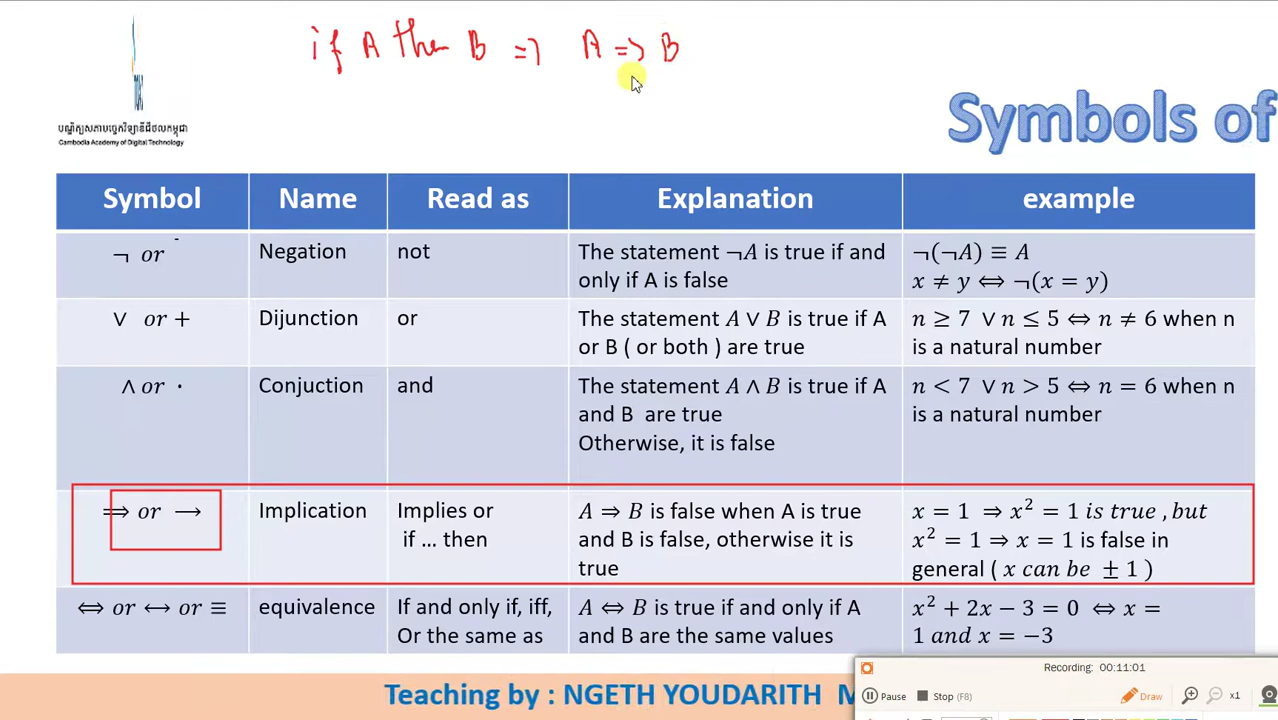 if A then B => A => B
បណ្ឌិត្យសភាបច្ចេកវិទ្យាឌីជីថលកម្ពុជា
Cambodia Academy of Digital Technology
Symbols of
Symbol Name Read as Explanation example
¬ or ‾ Negation not The statement ¬A is true if and only if A is false ¬(¬A) ≡ A
x ≠ y ⟺ ¬(x = y)
∨ or + Dijunction or The statement A ∨ B is true if A or B ( or both ) are true n ≥ 7 ∨ n ≤ 5 ⟺ n ≠ 6 when n is a natural number
∧ or · Conjuction and The statement A ∧ B is true if A and B are true
Otherwise, it is false n < 7 ∨ n > 5 ⟺ n = 6 when n is a natural number
⟹ or ⟶ Implication Implies or if ... then A ⇒ B is false when A is true and B is false, otherwise it is true x = 1 ⇒ x² = 1 is true , but x² = 1 ⇒ x = 1 is false in general ( x can be ± 1 )
⟺ or ⟷ or ≡ equivalence If and only if, iff, Or the same as A ⟺ B is true if and only if A and B are the same values x² + 2x − 3 = 0 ⟺ x = 1 and x = −3
Teaching by : NGETH YOUDARITH M
Recording: 00:11:01
Pause Stop (F8) Draw x1